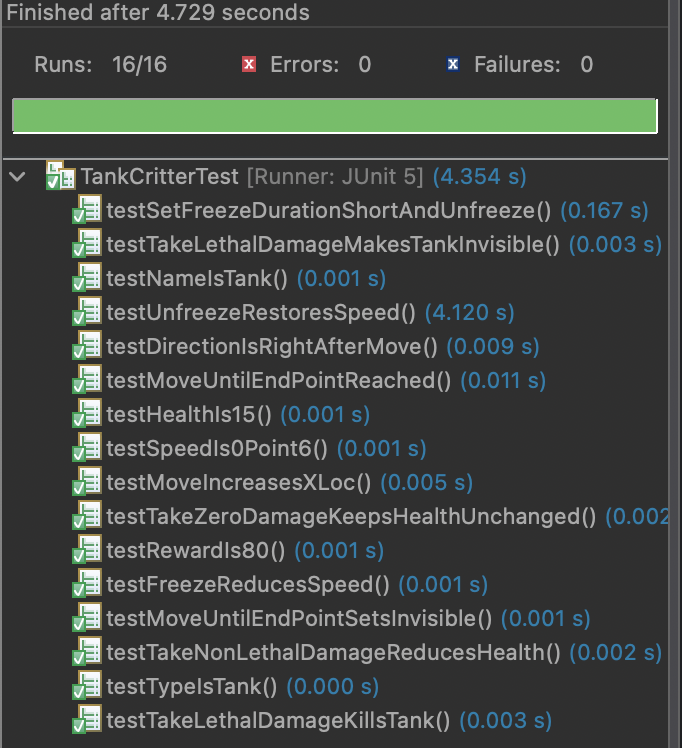 Finished after 4.729 seconds
Runs: 16/16 Errors: 0 Failures: 0
TankCritterTest [Runner: JUnit 5] (4.354 s)
testSetFreezeDurationShortAndUnfreeze() (0.167 s)
testTakeLethalDamageMakesTankInvisible() (0.003 s)
testNameIsTank() (0.001 s)
testUnfreezeRestoresSpeed() (4.120 s)
testDirectionIsRightAfterMove() (0.009 s)
testMoveUntilEndPointReached() (0.011 s)
testHealthIs15() (0.001 s)
testSpeedIs0Point6() (0.001 s)
testMoveIncreasesXLoc() (0.005 s)
testTakeZeroDamageKeepsHealthUnchanged() (0.002
testRewardIs80() (0.001 s)
testFreezeReducesSpeed() (0.001 s)
testMoveUntilEndPointSetsInvisible() (0.001 s)
testTakeNonLethalDamageReducesHealth() (0.002 s)
testTypeIsTank() (0.000 s)
testTakeLethalDamageKillsTank() (0.003 s)